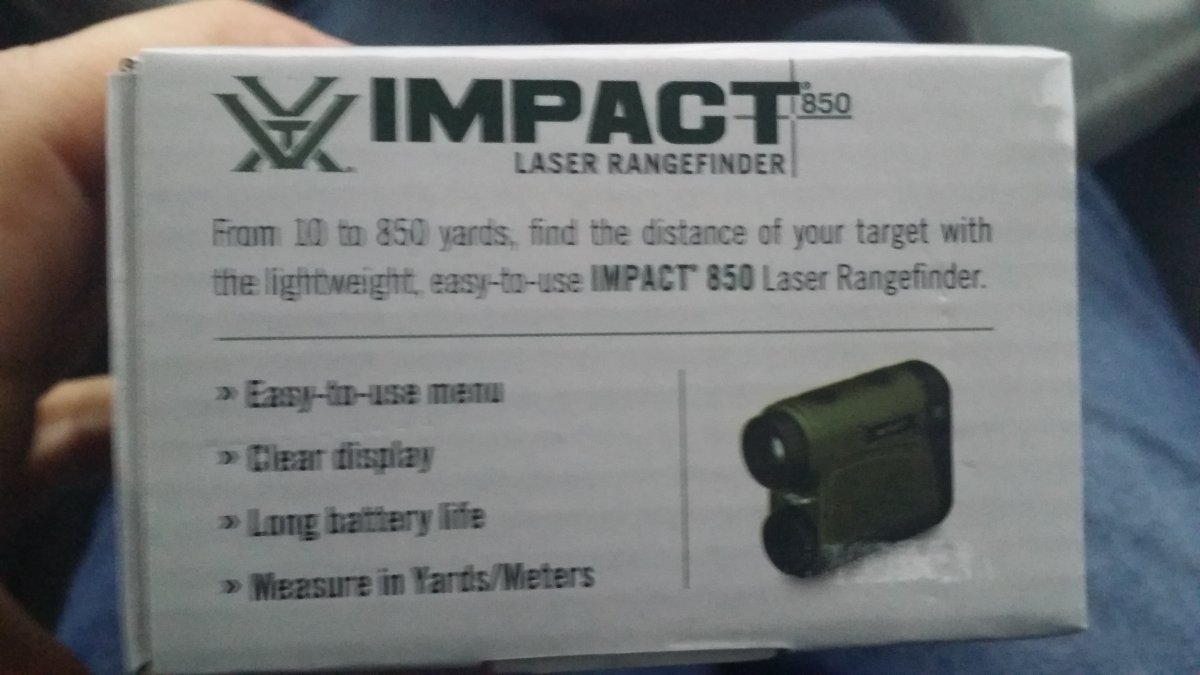 IMPACT® 850
LASER RANGEFINDER
From 10 to 850 yards, find the distance of your target with
the lightweight, easy-to-use IMPACT® 850 Laser Rangefinder.
» Easy-to-use menu
» Clear display
» Long battery life
» Measure in Yards/Meters